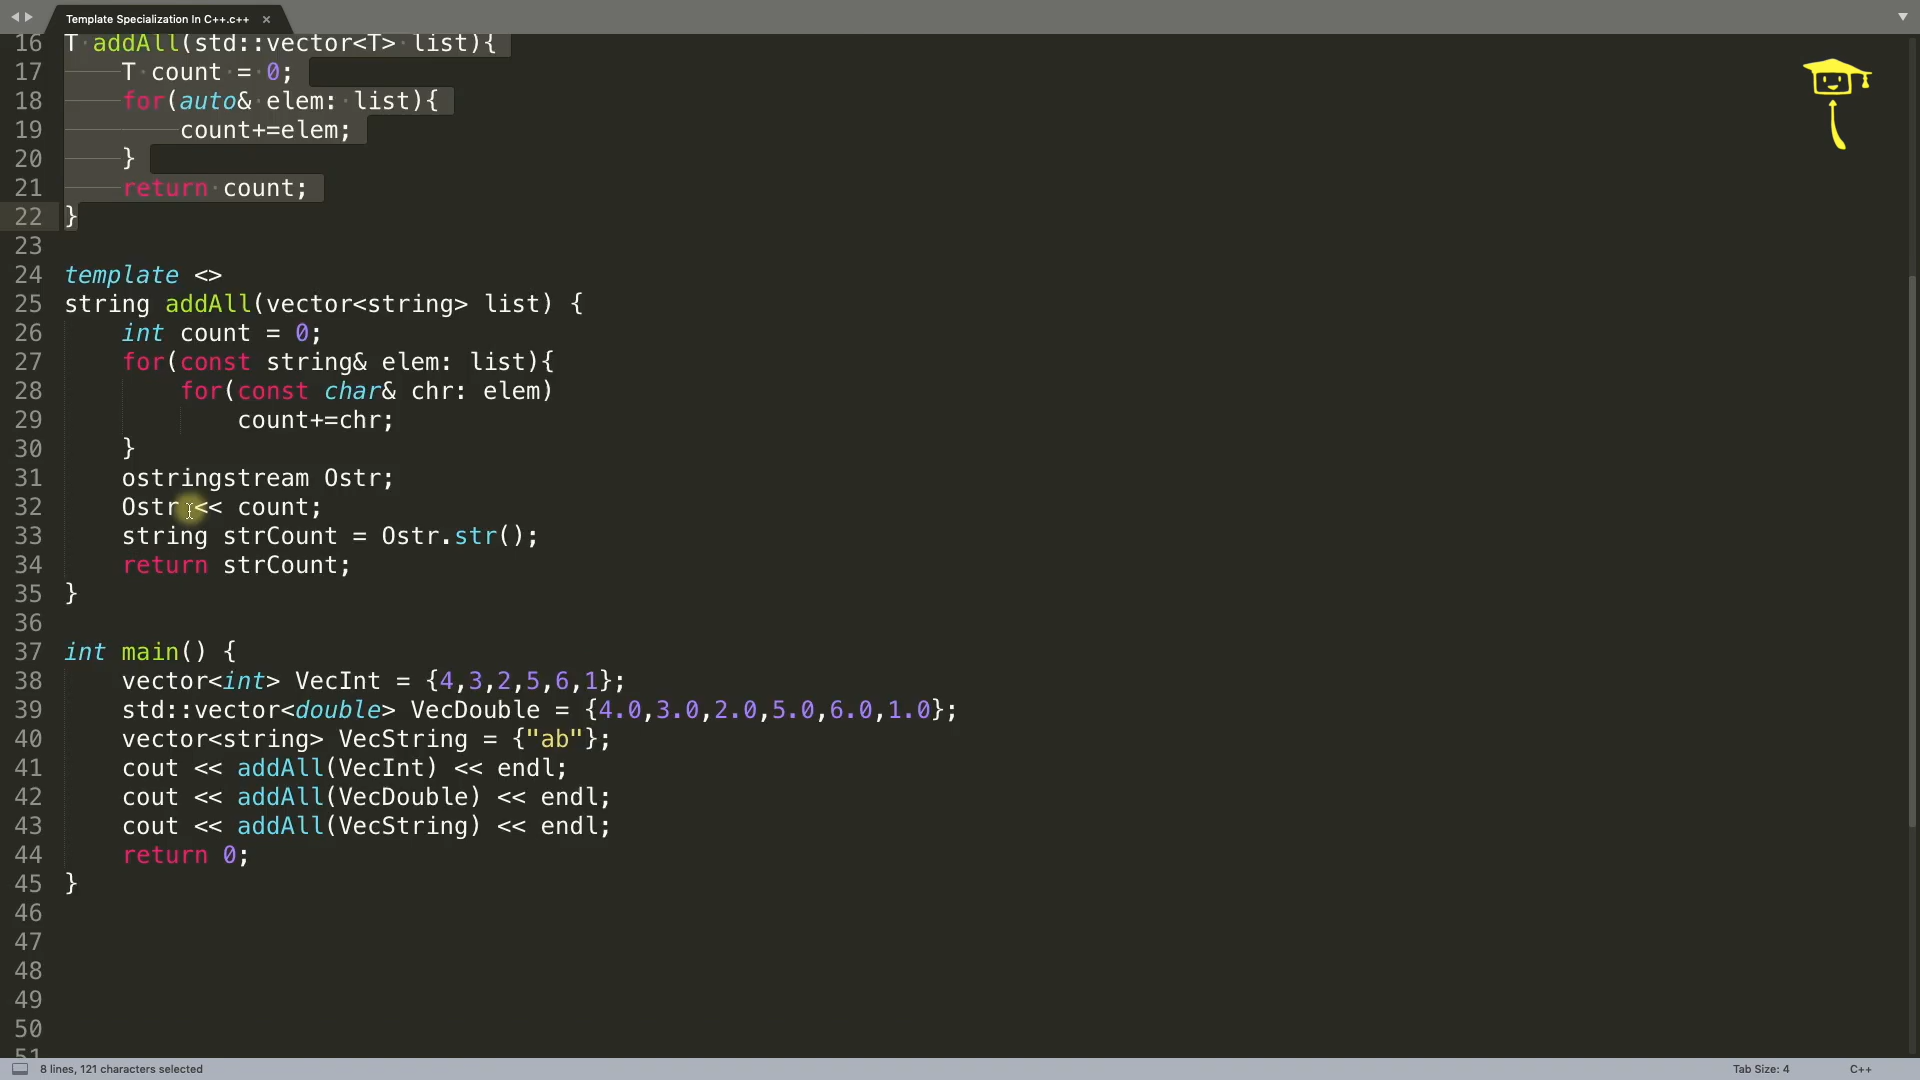 Template Specialization In C++.c++ ×
16 T addAll(std::vector<T> list){
17 T count = 0;
18 for(auto& elem: list){
19 count+=elem;
20 }
21 return count;
22 }
23
24 template <>
25 string addAll(vector<string> list) {
26 int count = 0;
27 for(const string& elem: list){
28 for(const char& chr: elem)
29 count+=chr;
30 }
31 ostringstream Ostr;
32 Ostr << count;
33 string strCount = Ostr.str();
34 return strCount;
35 }
36
37 int main() {
38 vector<int> VecInt = {4,3,2,5,6,1};
39 std::vector<double> VecDouble = {4.0,3.0,2.0,5.0,6.0,1.0};
40 vector<string> VecString = {"ab"};
41 cout << addAll(VecInt) << endl;
42 cout << addAll(VecDouble) << endl;
43 cout << addAll(VecString) << endl;
44 return 0;
45 }
46
47
48
49
50
51
8 lines, 121 characters selected Tab Size: 4 C++